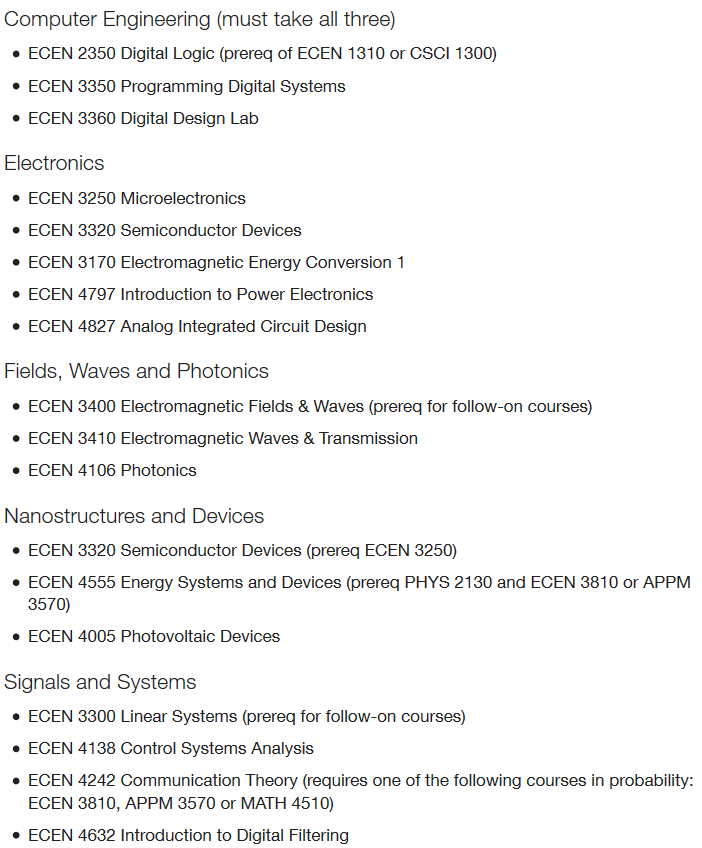 Computer Engineering (must take all three)
• ECEN 2350 Digital Logic (prereq of ECEN 1310 or CSCI 1300)
• ECEN 3350 Programming Digital Systems
• ECEN 3360 Digital Design Lab
Electronics
• ECEN 3250 Microelectronics
• ECEN 3320 Semiconductor Devices
• ECEN 3170 Electromagnetic Energy Conversion 1
• ECEN 4797 Introduction to Power Electronics
• ECEN 4827 Analog Integrated Circuit Design
Fields, Waves and Photonics
• ECEN 3400 Electromagnetic Fields & Waves (prereq for follow-on courses)
• ECEN 3410 Electromagnetic Waves & Transmission
• ECEN 4106 Photonics
Nanostructures and Devices
• ECEN 3320 Semiconductor Devices (prereq ECEN 3250)
• ECEN 4555 Energy Systems and Devices (prereq PHYS 2130 and ECEN 3810 or APPM
3570)
• ECEN 4005 Photovoltaic Devices
Signals and Systems
• ECEN 3300 Linear Systems (prereq for follow-on courses)
• ECEN 4138 Control Systems Analysis
• ECEN 4242 Communication Theory (requires one of the following courses in probability:
ECEN 3810, APPM 3570 or MATH 4510)
• ECEN 4632 Introduction to Digital Filtering